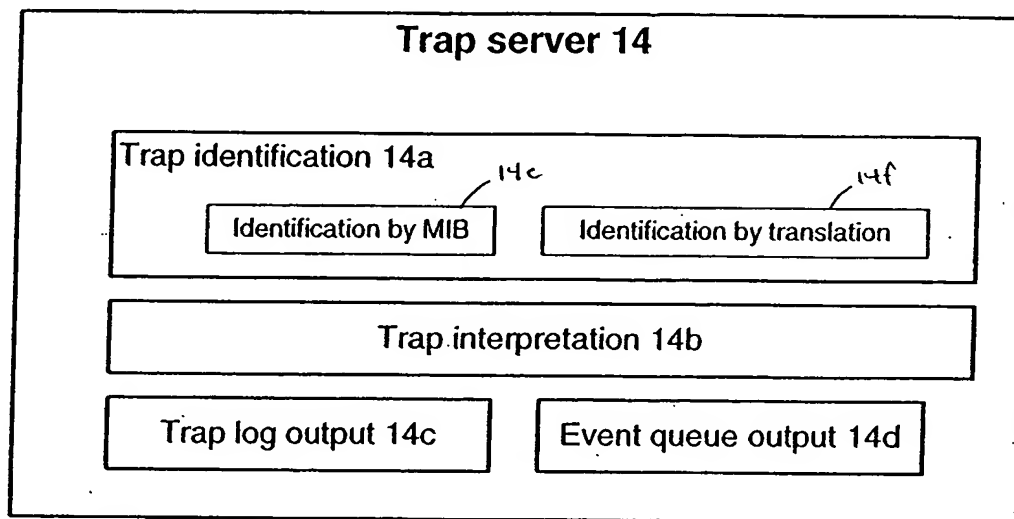 Trap server 14
Trap identification 14a
14e
14f
Identification by MIB
Identification by translation
Trap interpretation 14b
Trap log output 14c
Event queue output 14d